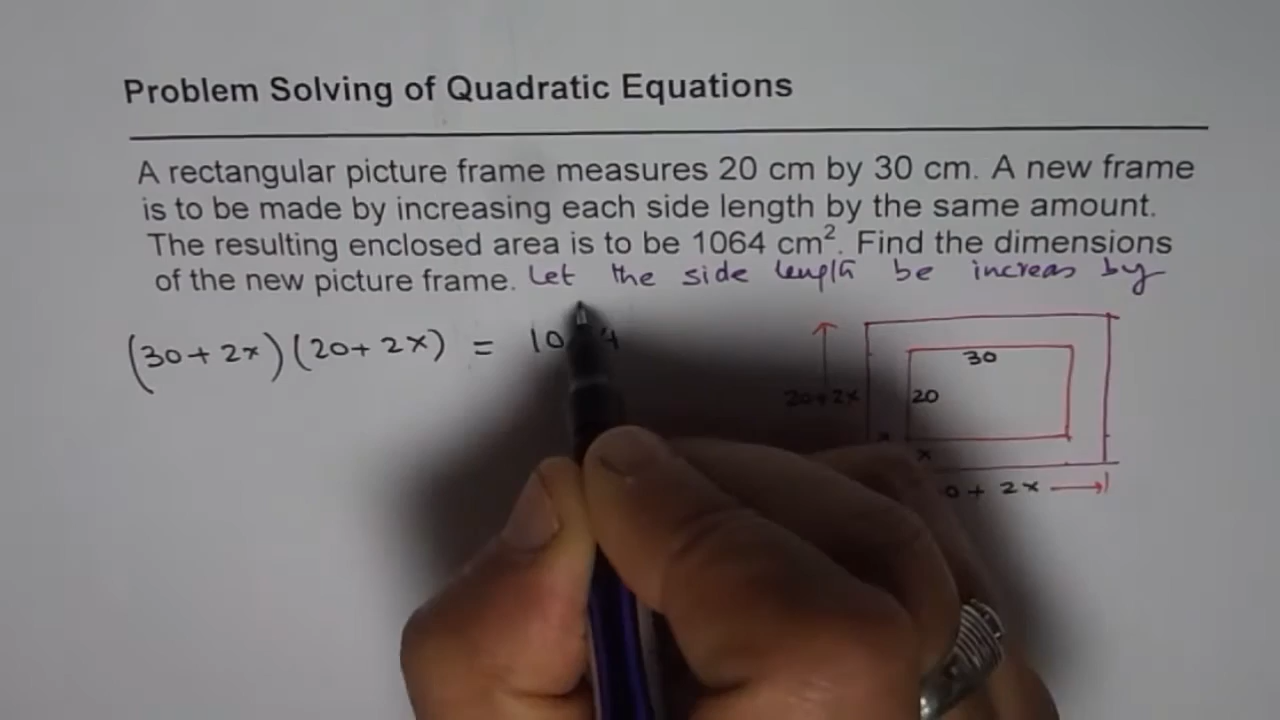 Problem Solving of Quadratic Equations
A rectangular picture frame measures 20 cm by 30 cm. A new frame
is to be made by increasing each side length by the same amount.
The resulting enclosed area is to be 1064 cm². Find the dimensions
of the new picture frame. Let the side length be increas by
(30 + 2x)(20 + 2x) =
30
20+2x
20
x
x
0 + 2x